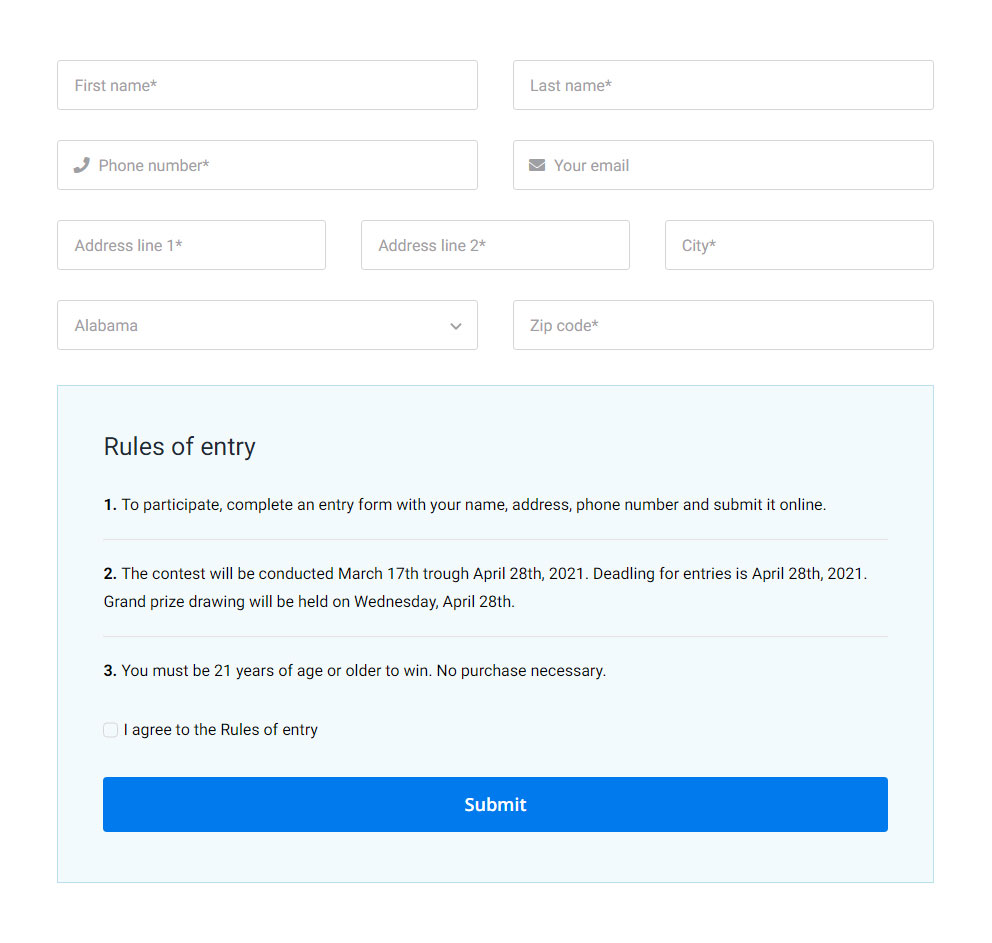 First name*
Last name*
Phone number*
Your email
Address line 1*
Address line 2*
City*
Alabama
Zip code*
Rules of entry
1. To participate, complete an entry form with your name, address, phone number and submit it online.
2. The contest will be conducted March 17th trough April 28th, 2021. Deadling for entries is April 28th, 2021.
Grand prize drawing will be held on Wednesday, April 28th.
3. You must be 21 years of age or older to win. No purchase necessary.
I agree to the Rules of entry
Submit